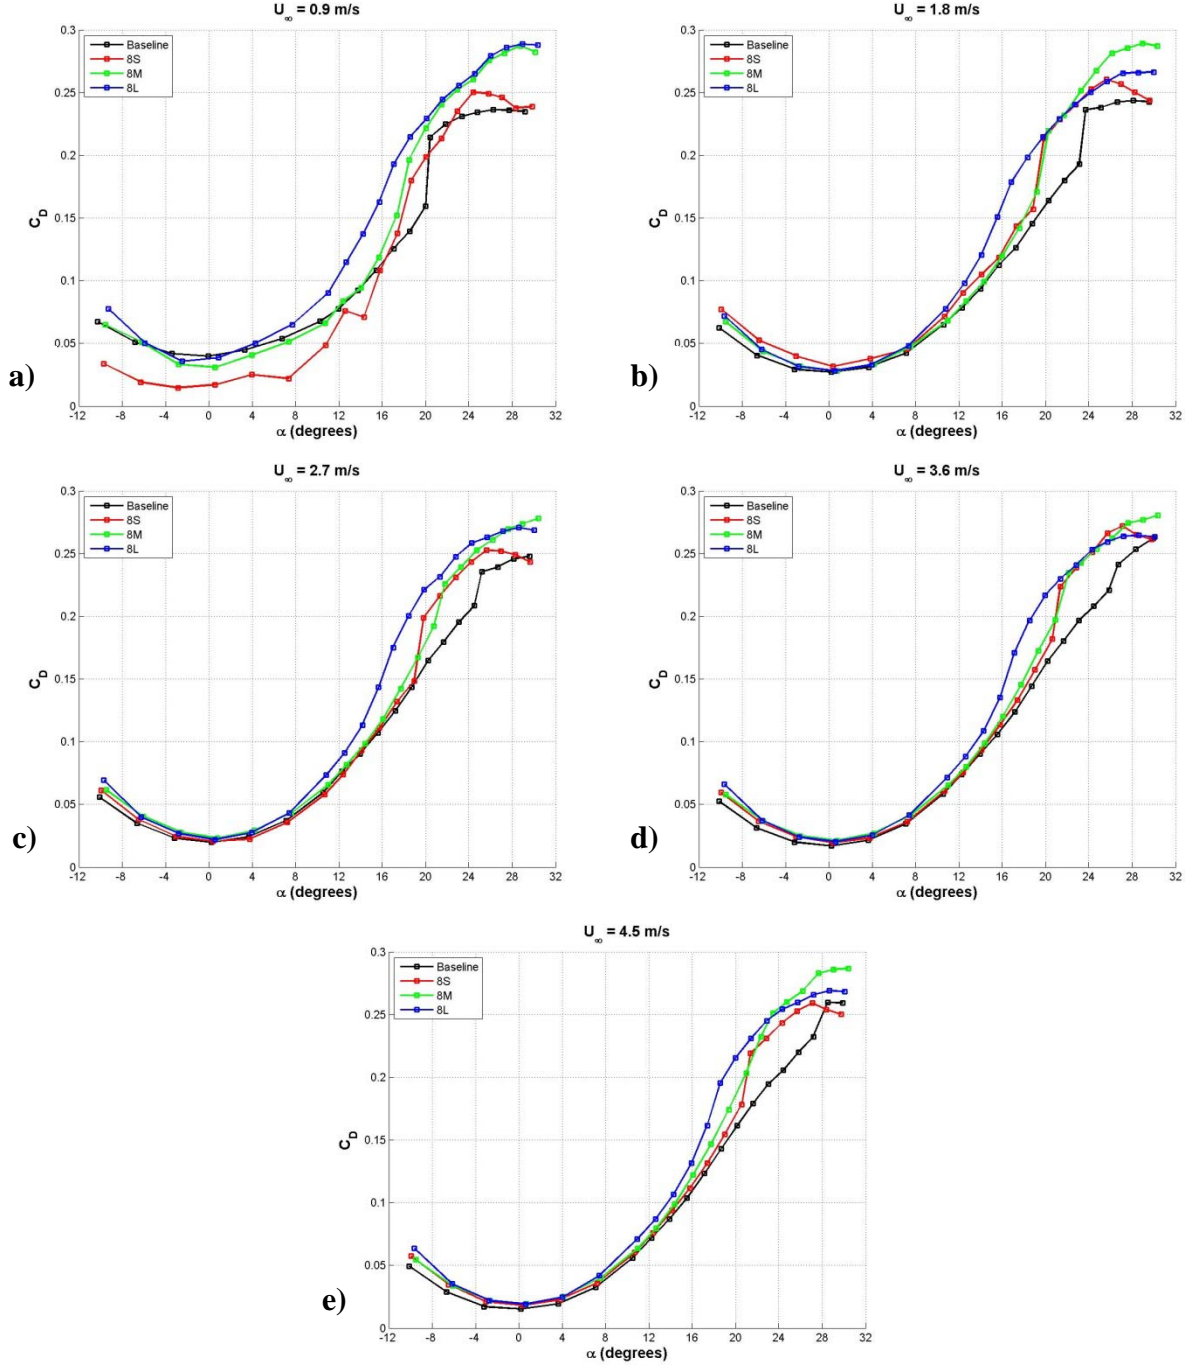 U∞ = 0.9 m/s
0.3
0.25
0.2
0.15
0.1
0.05
0
C_D
Baseline
8S
8M
8L
-12 -8 -4 0 4 8 12 16 20 24 28 32
α (degrees)
a)
U∞ = 1.8 m/s
0.3
0.25
0.2
0.15
0.1
0.05
0
C_D
Baseline
8S
8M
8L
-12 -8 -4 0 4 8 12 16 20 24 28 32
α (degrees)
b)
U∞ = 2.7 m/s
0.3
0.25
0.2
0.15
0.1
0.05
0
C_D
Baseline
8S
8M
8L
-12 -8 -4 0 4 8 12 16 20 24 28 32
α (degrees)
c)
U∞ = 3.6 m/s
0.3
0.25
0.2
0.15
0.1
0.05
0
C_D
Baseline
8S
8M
8L
-12 -8 -4 0 4 8 12 16 20 24 28 32
α (degrees)
d)
U∞ = 4.5 m/s
0.3
0.25
0.2
0.15
0.1
0.05
0
C_D
Baseline
8S
8M
8L
-12 -8 -4 0 4 8 12 16 20 24 28 32
α (degrees)
e)